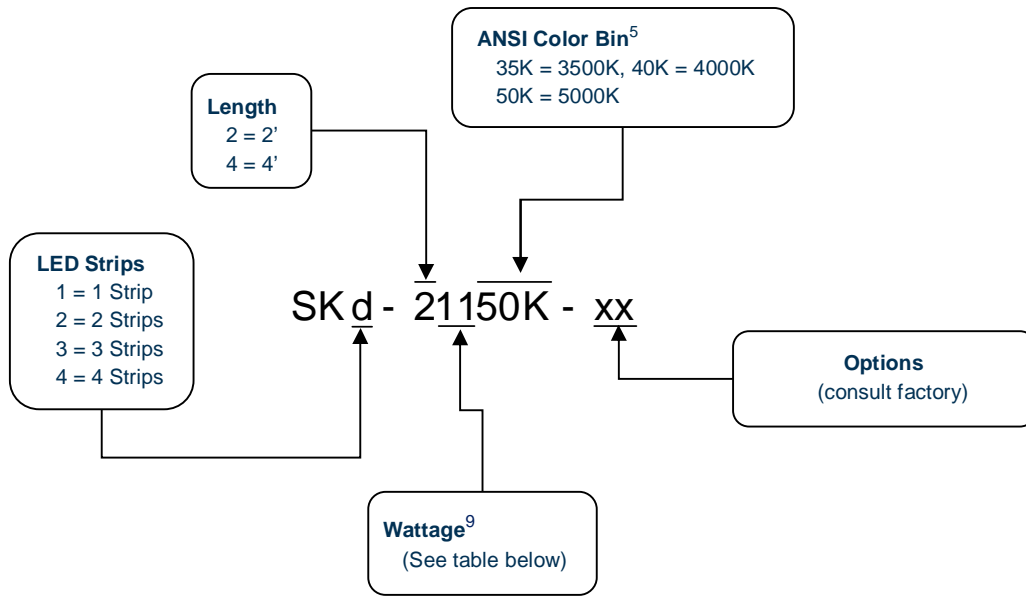 ANSI Color Bin5
35K = 3500K, 40K = 4000K
50K = 5000K
Length
2 = 2’
4 = 4’
LED Strips
1 = 1 Strip
2 = 2 Strips
3 = 3 Strips
4 = 4 Strips
SK d - 21150K - xx
Options
(consult factory)
Wattage9
(See table below)